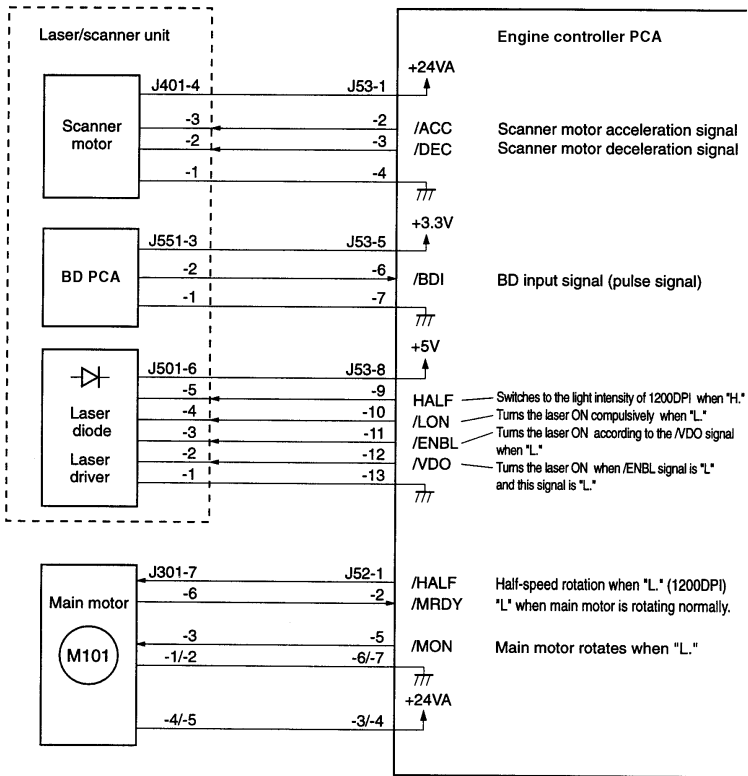 Laser/scanner unit
Engine controller PCA
+24VA
J401-4 J53-1
Scanner motor
-3 -2 /ACC Scanner motor acceleration signal
-2 -3 /DEC Scanner motor deceleration signal
-1 -4
+3.3V
J551-3 J53-5
BD PCA
-2 -6 /BDI BD input signal (pulse signal)
-1 -7
+5V
J501-6 J53-8
-5 -9 HALF Switches to the light intensity of 1200DPI when "H."
Laser diode
-4 -10 /LON Turns the laser ON compulsively when "L."
-3 -11 /ENBL Turns the laser ON according to the /VDO signal
when "L."
Laser driver
-2 -12 /VDO Turns the laser ON when /ENBL signal is "L"
and this signal is "L."
-1 -13
J301-7 J52-1 /HALF Half-speed rotation when "L." (1200DPI)
Main motor
-6 -2 /MRDY "L" when main motor is rotating normally.
-3 -5 /MON Main motor rotates when "L."
M101
-1/-2 -6/-7
+24VA
-4/-5 -3/-4